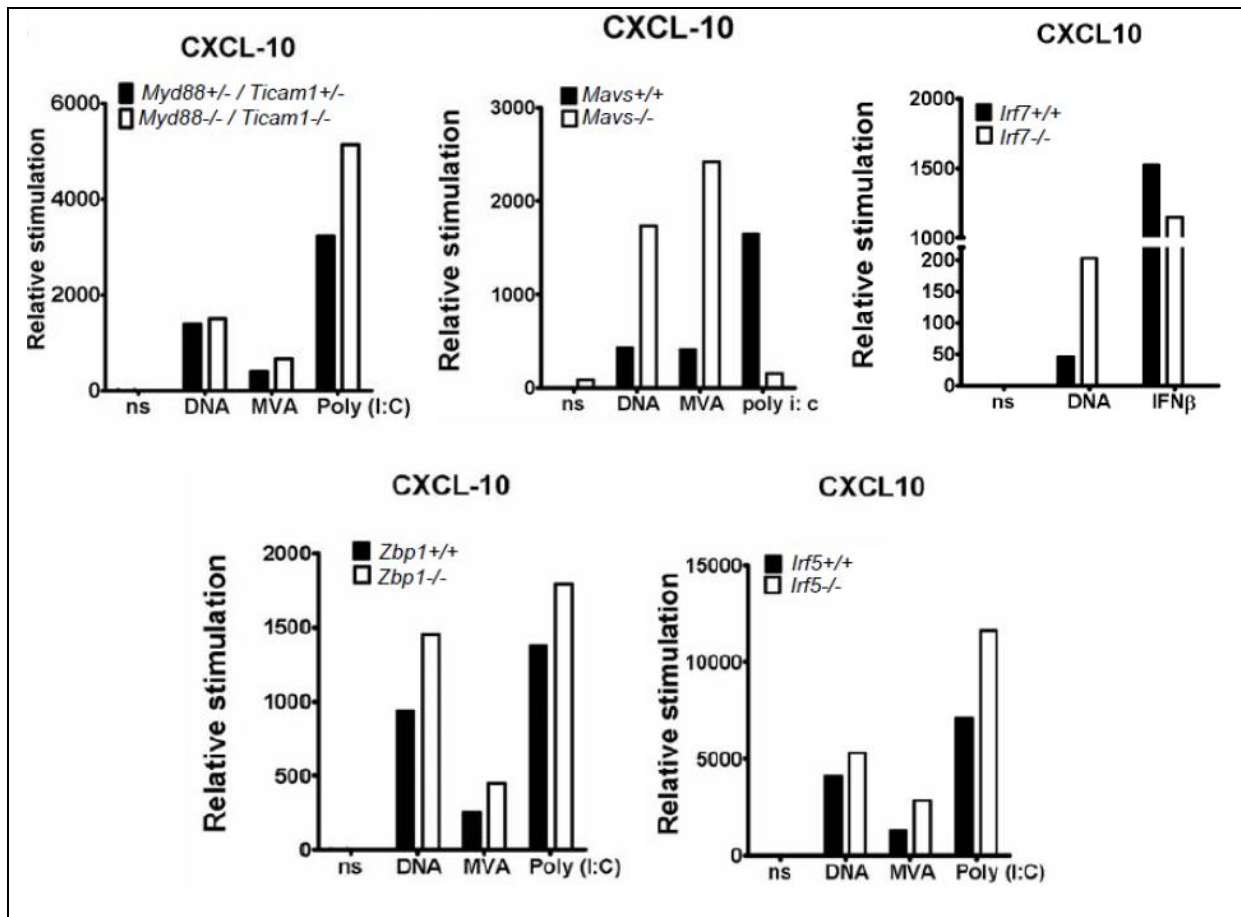 CXCL-10
Myd88+/- / Ticam1+/-
Myd88-/- / Ticam1-/-
Relative stimulation
6000
4000
2000
0
ns DNA MVA Poly (I:C)
CXCL-10
Mavs+/+
Mavs-/-
Relative stimulation
3000
2000
1000
0
ns DNA MVA poly i: c
CXCL10
Irf7+/+
Irf7-/-
Relative stimulation
2000
1500
1000
200
150
100
50
0
ns DNA IFNβ
CXCL-10
Zbp1+/+
Zbp1-/-
Relative stimulation
2000
1500
1000
500
0
ns DNA MVA Poly (I:C)
CXCL10
Irf5+/+
Irf5-/-
Relative stimulation
15000
10000
5000
0
ns DNA MVA Poly (I:C)